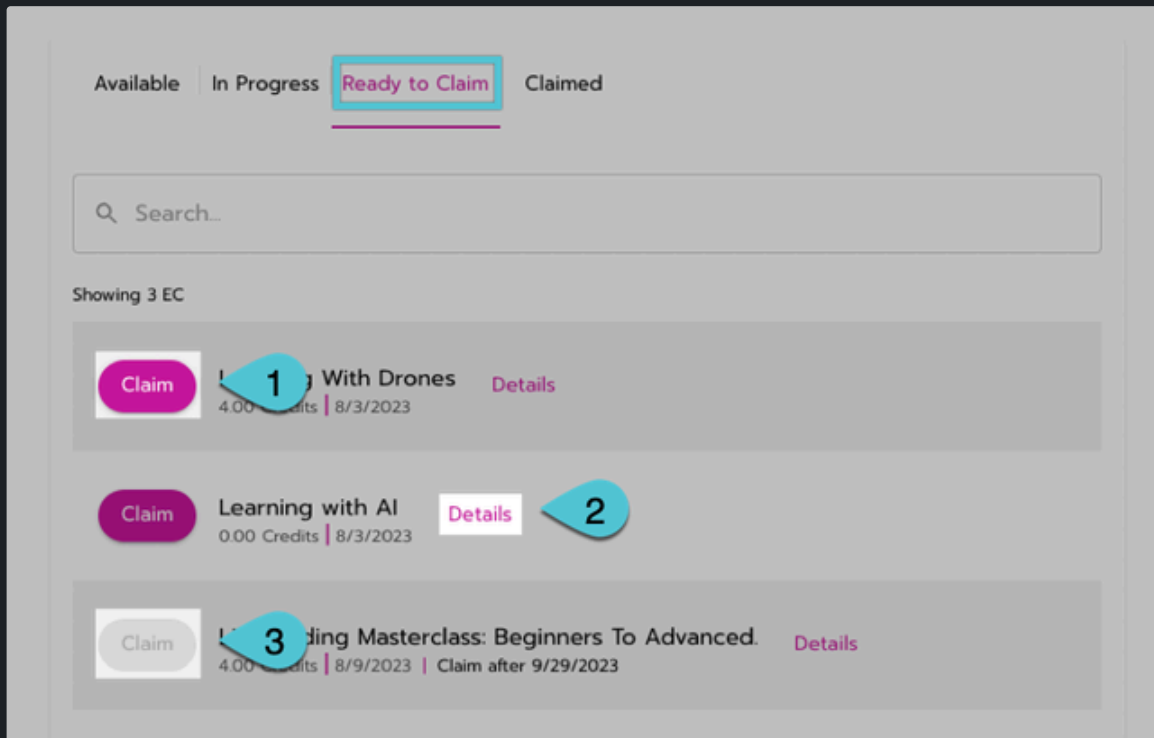 Available In Progress Ready to Claim Claimed
Search...
Showing 3 EC
Claim 1 With Drones Details
4.00 8/3/2023
Claim Learning with AI Details 2
0.00 Credits 8/3/2023
Claim 3 Masterclass: Beginners To Advanced. Details
4.00 8/9/2023 Claim after 9/29/2023